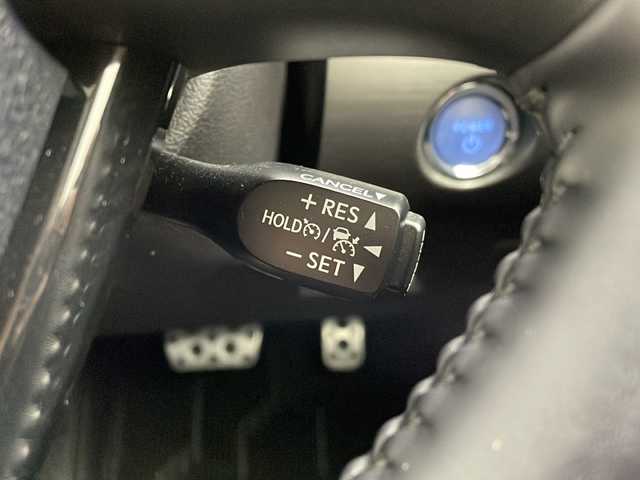 CANCEL▼
+ RES ▲
HOLD /
− SET ▼
POWER